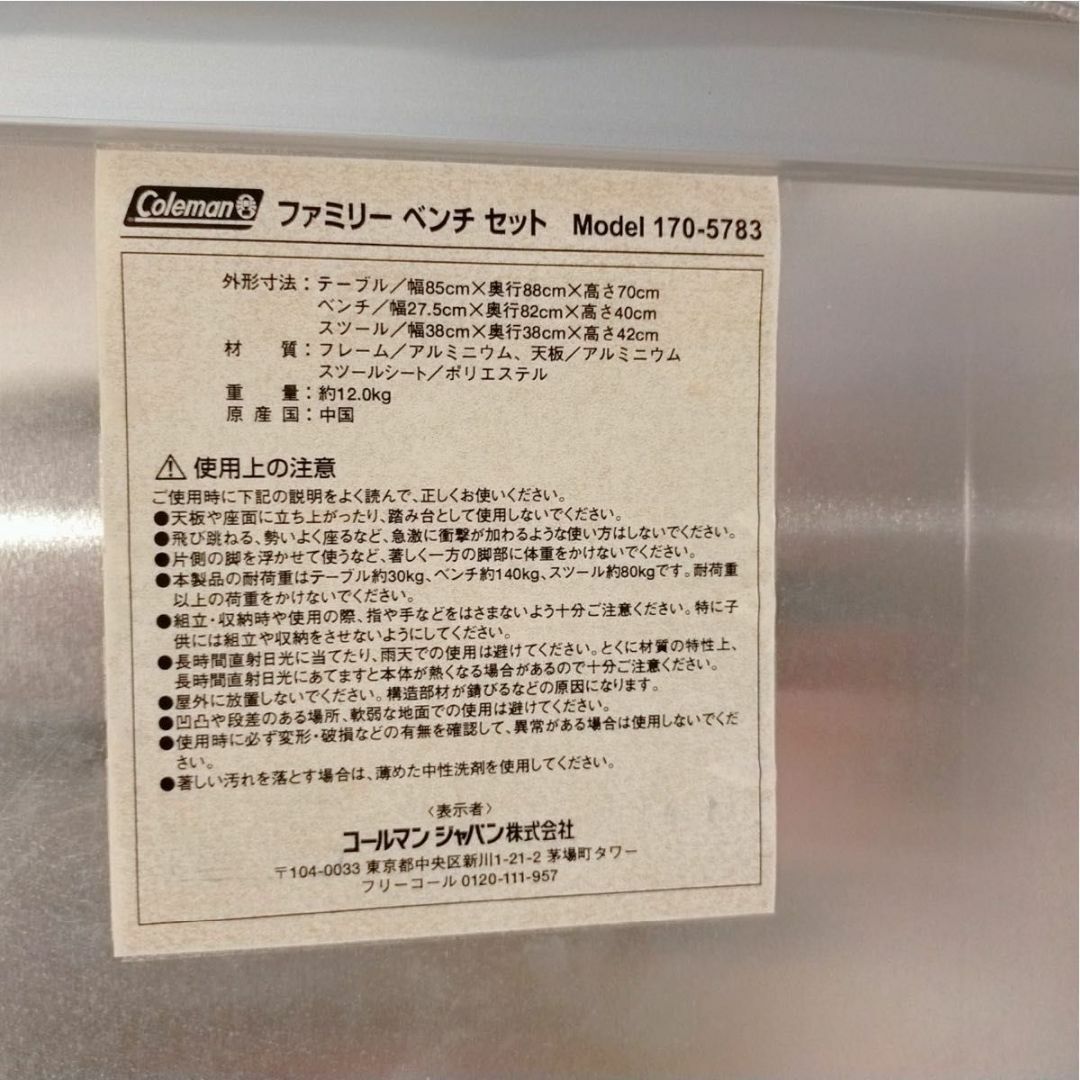 Coleman ファミリー ベンチ セット Model 170-5783
外形寸法：テーブル／幅85cm×奥行88cm×高さ70cm
ベンチ／幅27.5cm×奥行82cm×高さ40cm
スツール／幅38cm×奥行38cm×高さ42cm
材 質：フレーム／アルミニウム、天板／アルミニウム
スツールシート／ポリエステル
重 量：約12.0kg
原産国：中国
⚠ 使用上の注意
ご使用時に下記の説明をよく読んで、正しくお使いください。
●天板や座面に立ち上がったり、踏み台として使用しないでください。
●飛び跳ねる、勢いよく座るなど、急激に衝撃が加わるような使い方はしないでください。
●片側の脚を浮かせて使うなど、著しく一方の脚部に体重をかけないでください。
●本製品の耐荷重はテーブル約30kg、ベンチ約140kg、スツール約80kgです。耐荷重
以上の荷重をかけないでください。
●組立・収納時や使用の際、指や手などをはさまないよう十分ご注意ください。特に子
供には組立や収納をさせないようにしてください。
●長時間直射日光に当てたり、雨天での使用は避けてください。とくに材質の特性上、
長時間直射日光にあてますと本体が熱くなる場合があるので十分ご注意ください。
●屋外に放置しないでください。構造部材が錆びるなどの原因になります。
●凹凸や段差のある場所、軟弱な地面での使用は避けてください。
●使用時に必ず変形・破損などの有無を確認して、異常がある場合は使用しないでくだ
さい。
●著しい汚れを落とす場合は、薄めた中性洗剤を使用してください。
〈表示者〉
コールマン ジャパン株式会社
〒104-0033 東京都中央区新川1-21-2 茅場町タワー
フリーコール 0120-111-957